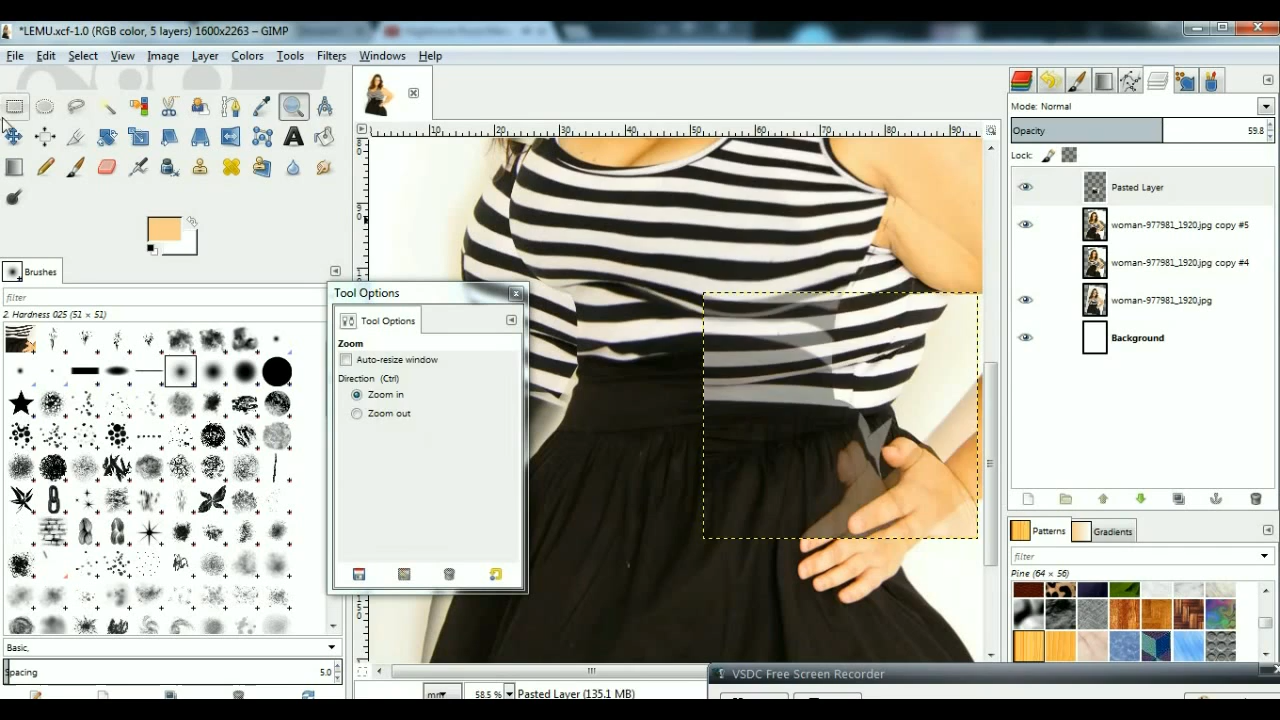 *LEMU.xcf-1.0 (RGB color, 5 layers) 1600x2263 – GIMP
File Edit Select View Image Layer Colors Tools Filters Windows Help
Mode: Normal
Opacity 59.8
Lock:
Pasted Layer
woman-977981_1920.jpg copy #5
woman-977981_1920.jpg copy #4
woman-977981_1920.jpg
Background
Brushes
filter
2. Hardness 025 (51 × 51)
Tool Options
Tool Options
Zoom
Auto-resize window
Direction (Ctrl)
Zoom in
Zoom out
10 20 30 40 50 60 70 80 90
Patterns Gradients
filter
Pine (64 × 56)
Basic,
Spacing 5.0
VSDC Free Screen Recorder
58.5 % Pasted Layer (135.1 MB)